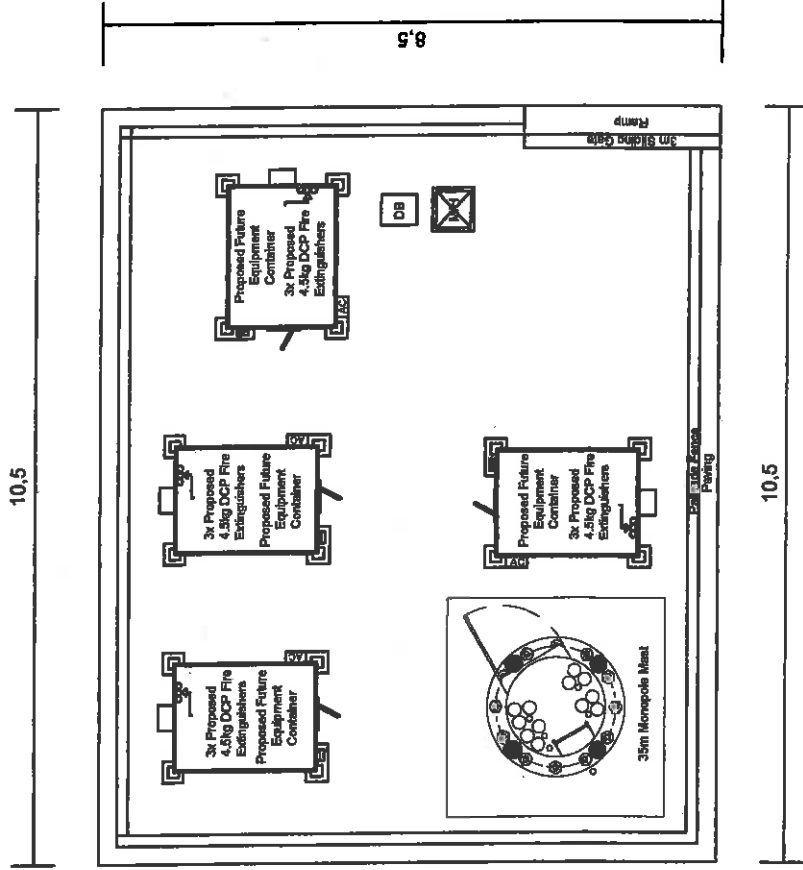 8,5
10,5
Ramp
3m Sliding Gate
Proposed Future
Equipment
Container
3x Proposed
4.5kg DCP Fire
Extinguishers
AC
DB
AC
3x Proposed
4.5kg DCP Fire
Extinguishers
Proposed Future
Equipment
Container
Proposed Future
Equipment
Container
3x Proposed
4.5kg DCP Fire
Extinguishers
AC
Fence
Paving
10,5
AC
3x Proposed
4.5kg DCP Fire
Extinguishers
Proposed Future
Equipment
Container
35m Monopole Mast